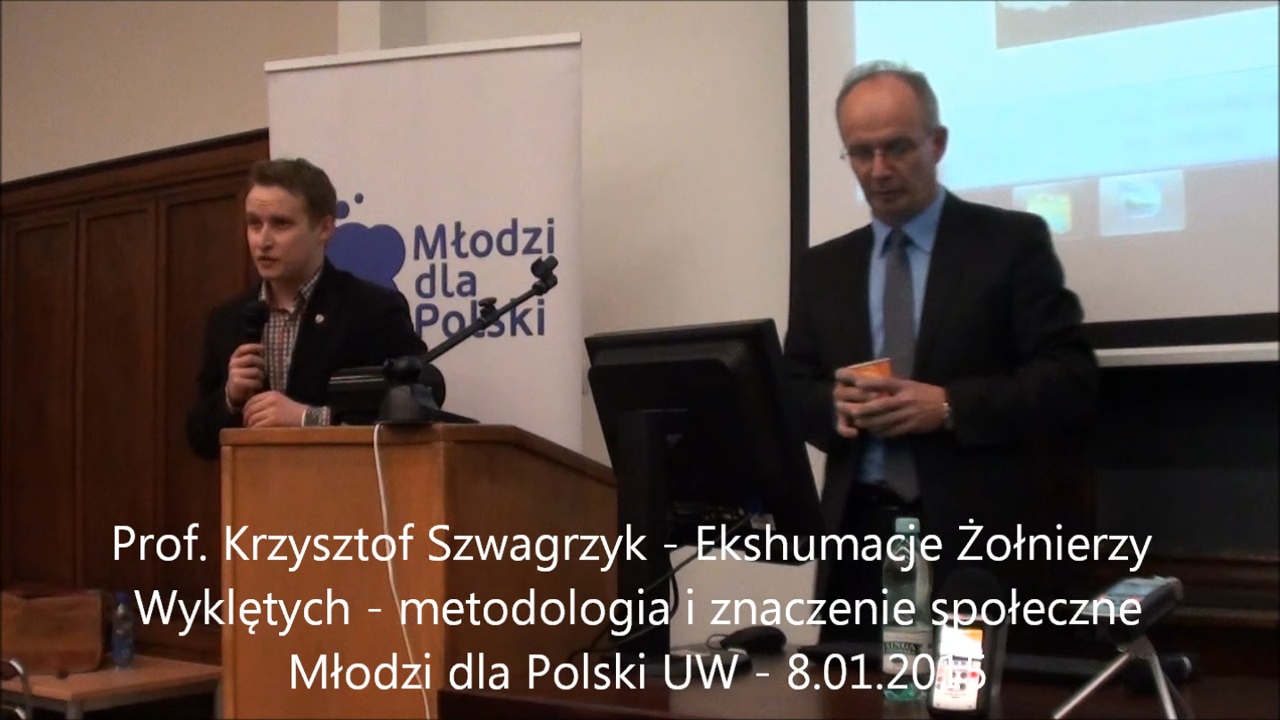 Młodzi
dla
Polski
Prof. Krzysztof Szwagrzyk - Ekshumacje Żołnierzy
Wyklętych - metodologia i znaczenie społeczne
Młodzi dla Polski UW - 8.01.2015